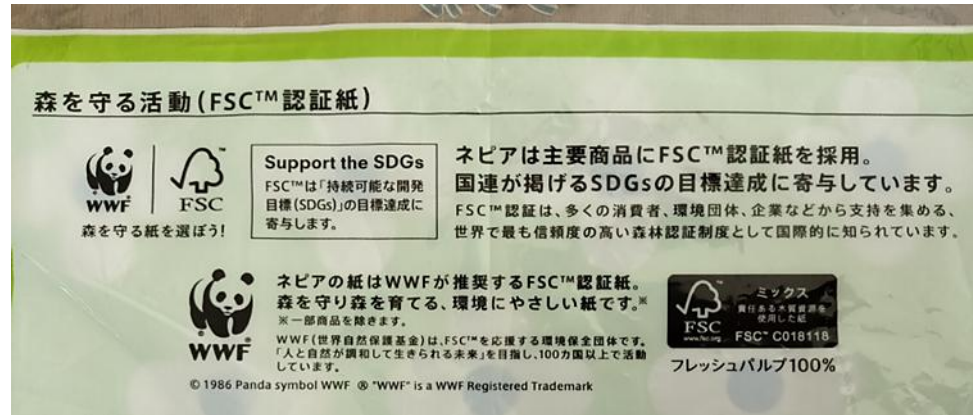 森を守る活動(FSC™認証紙)
WWF
FSC
森を守る紙を選ぼう!
Support the SDGs
FSC™は「持続可能な開発
目標(SDGs)」の目標達成に
寄与します。
ネピアは主要商品にFSC™認証紙を採用。
国連が掲げるSDGsの目標達成に寄与しています。
FSC™認証は、多くの消費者、環境団体、企業などから支持を集める、
世界で最も信頼度の高い森林認証制度として国際的に知られています。
WWF
ネピアの紙はWWFが推奨するFSC™認証紙。
森を守り森を育てる、環境にやさしい紙です。※
※一部商品を除きます。
WWF(世界自然保護基金)は、FSC™を応援する環境保全団体です。
「人と自然が調和して生きられる未来」を目指し、100カ国以上で活動
しています。
© 1986 Panda symbol WWF ® "WWF" is a WWF Registered Trademark
FSC
www.fsc.org
ミックス
責任ある木質資源を
使用した紙
FSC™ C018118
フレッシュパルプ100%